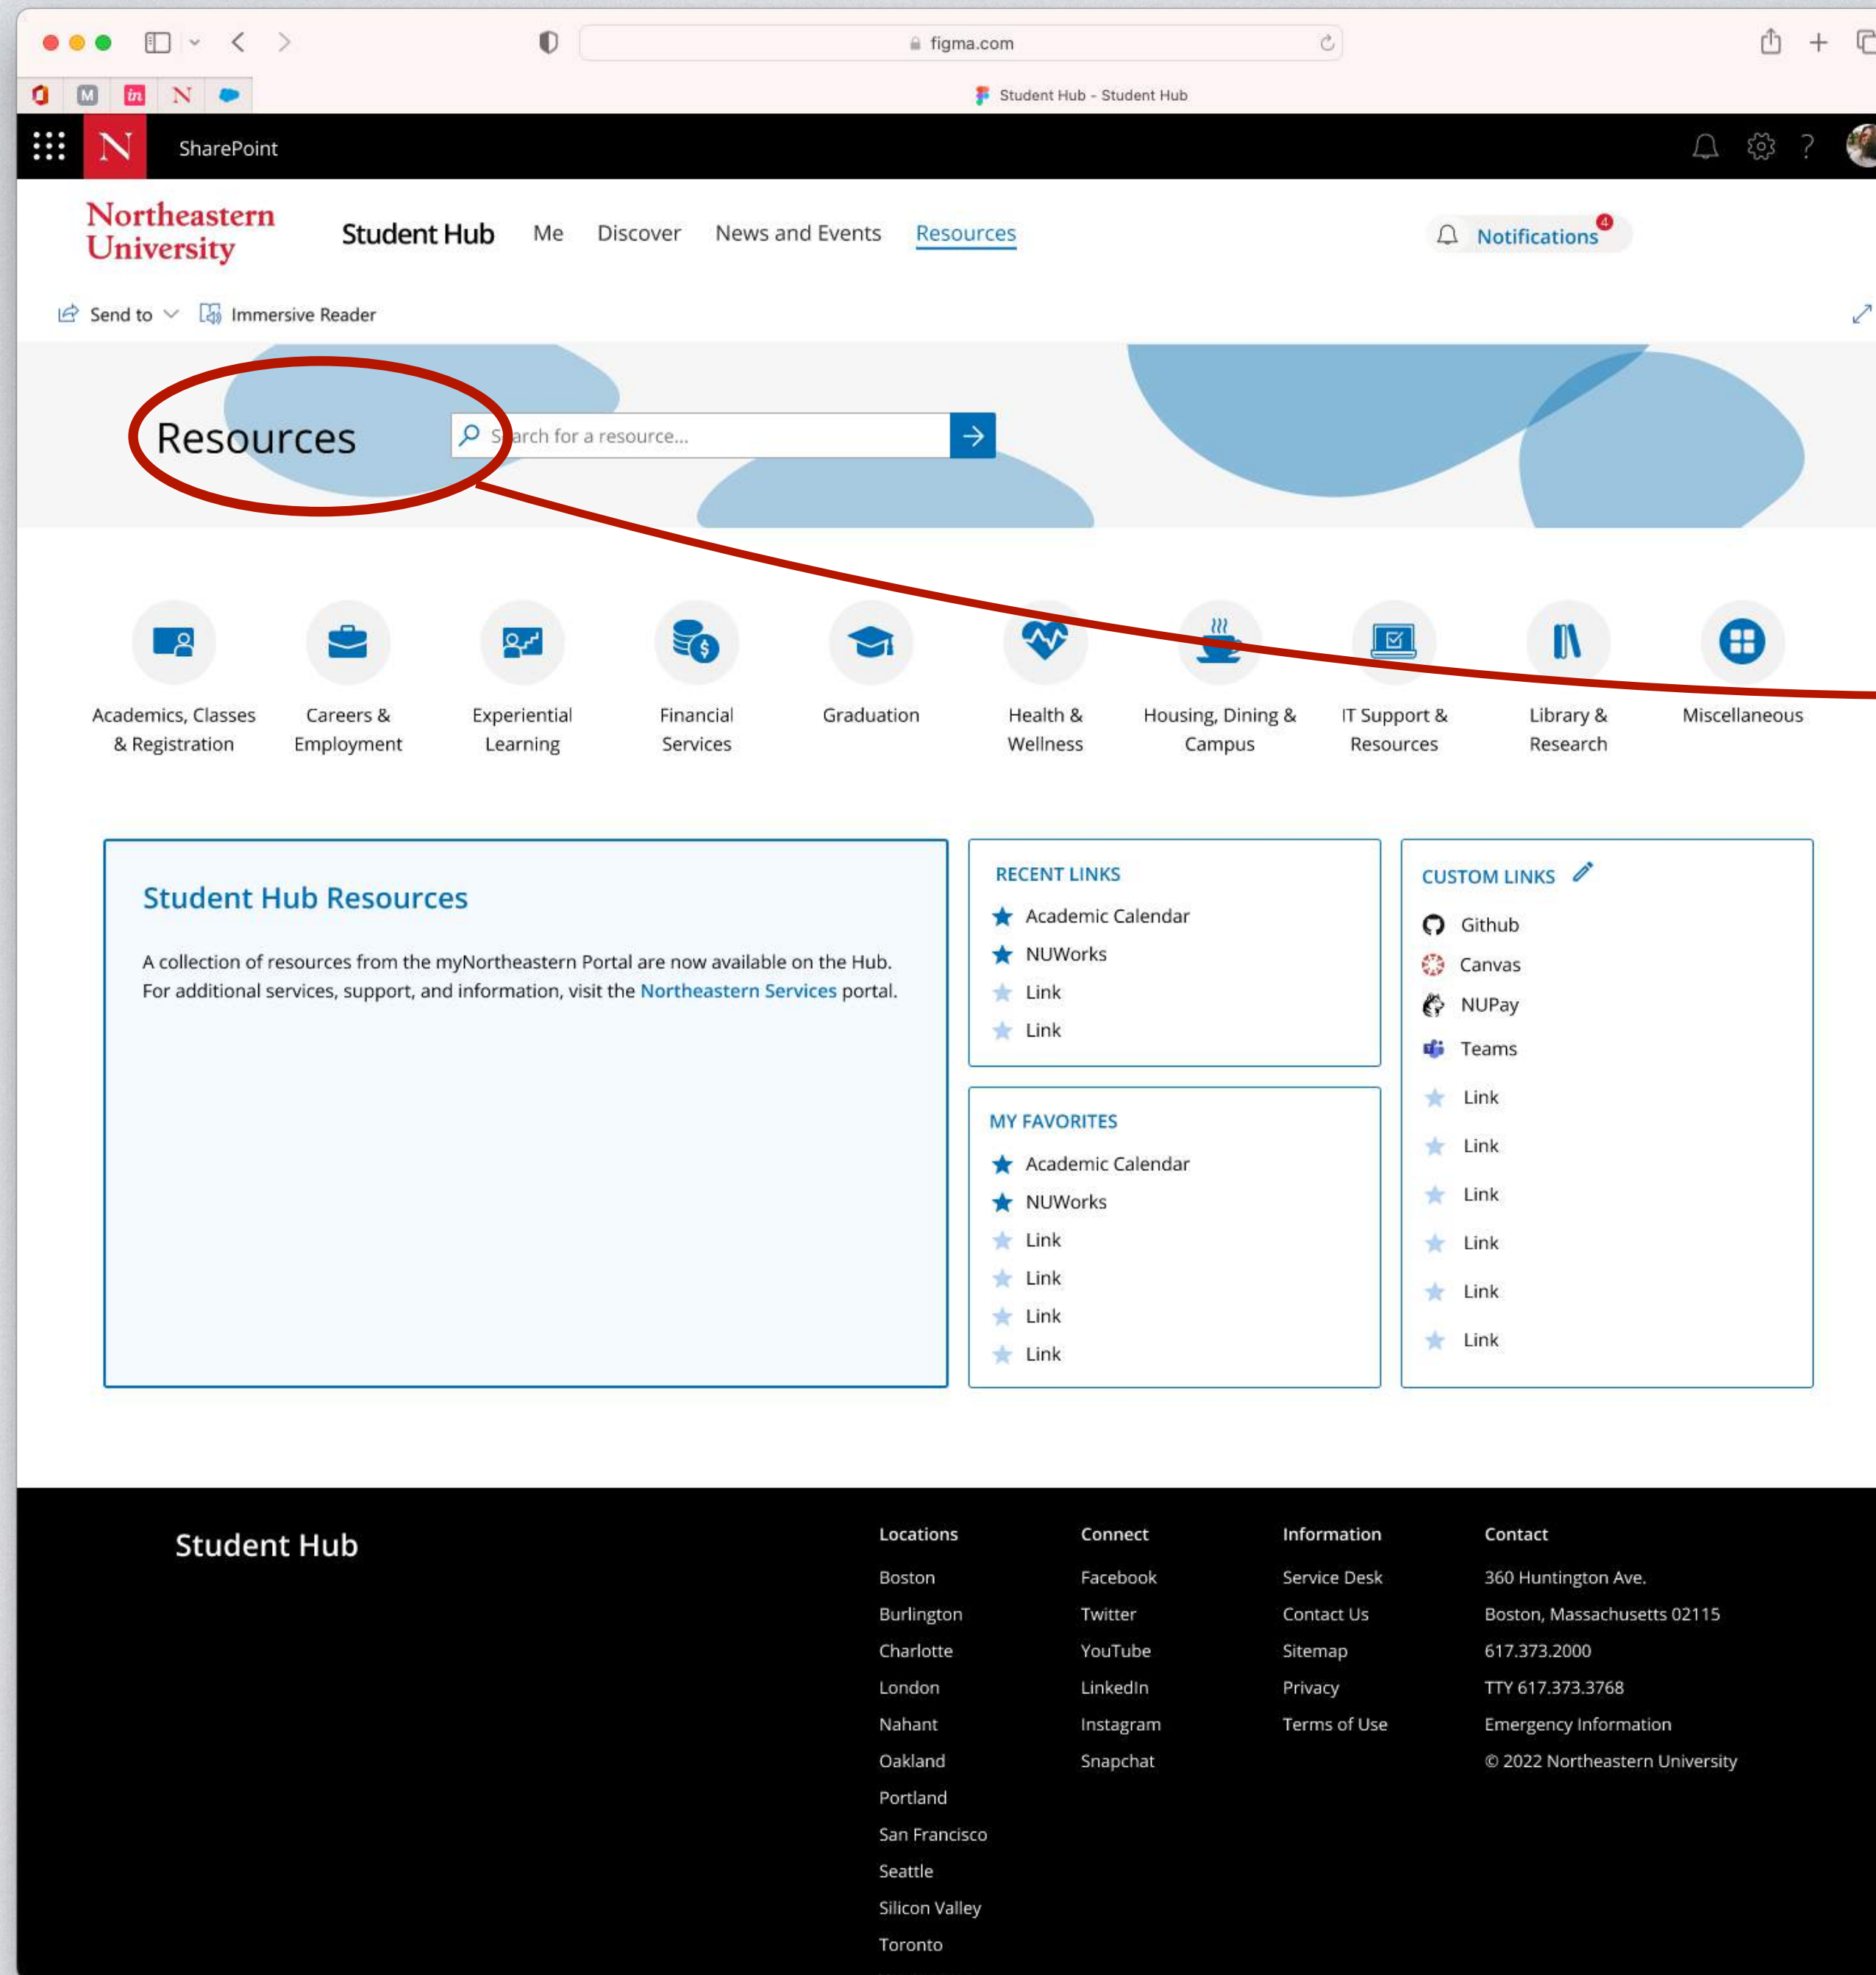 figma.com
M in N
Student Hub - Student Hub
N SharePoint ?
Northeastern
University
Student Hub Me Discover News and Events Resources
Notifications 4
Send to Immersive Reader
Resources
Search for a resource...
Academics, Classes
& Registration
Careers &
Employment
Experiential
Learning
Financial
Services
Graduation
Health &
Wellness
Housing, Dining &
Campus
IT Support &
Resources
Library &
Research
Miscellaneous
Student Hub Resources
A collection of resources from the myNortheastern Portal are now available on the Hub.
For additional services, support, and information, visit the Northeastern Services portal.
RECENT LINKS
Academic Calendar
NUWorks
Link
Link
MY FAVORITES
Academic Calendar
NUWorks
Link
Link
Link
Link
CUSTOM LINKS
Github
Canvas
NUPay
Teams
Link
Link
Link
Link
Link
Link
Student Hub
Locations
Boston
Burlington
Charlotte
London
Nahant
Oakland
Portland
San Francisco
Seattle
Silicon Valley
Toronto
Connect
Facebook
Twitter
YouTube
LinkedIn
Instagram
Snapchat
Information
Service Desk
Contact Us
Sitemap
Privacy
Terms of Use
Contact
360 Huntington Ave.
Boston, Massachusetts 02115
617.373.2000
TTY 617.373.3768
Emergency Information
© 2022 Northeastern University